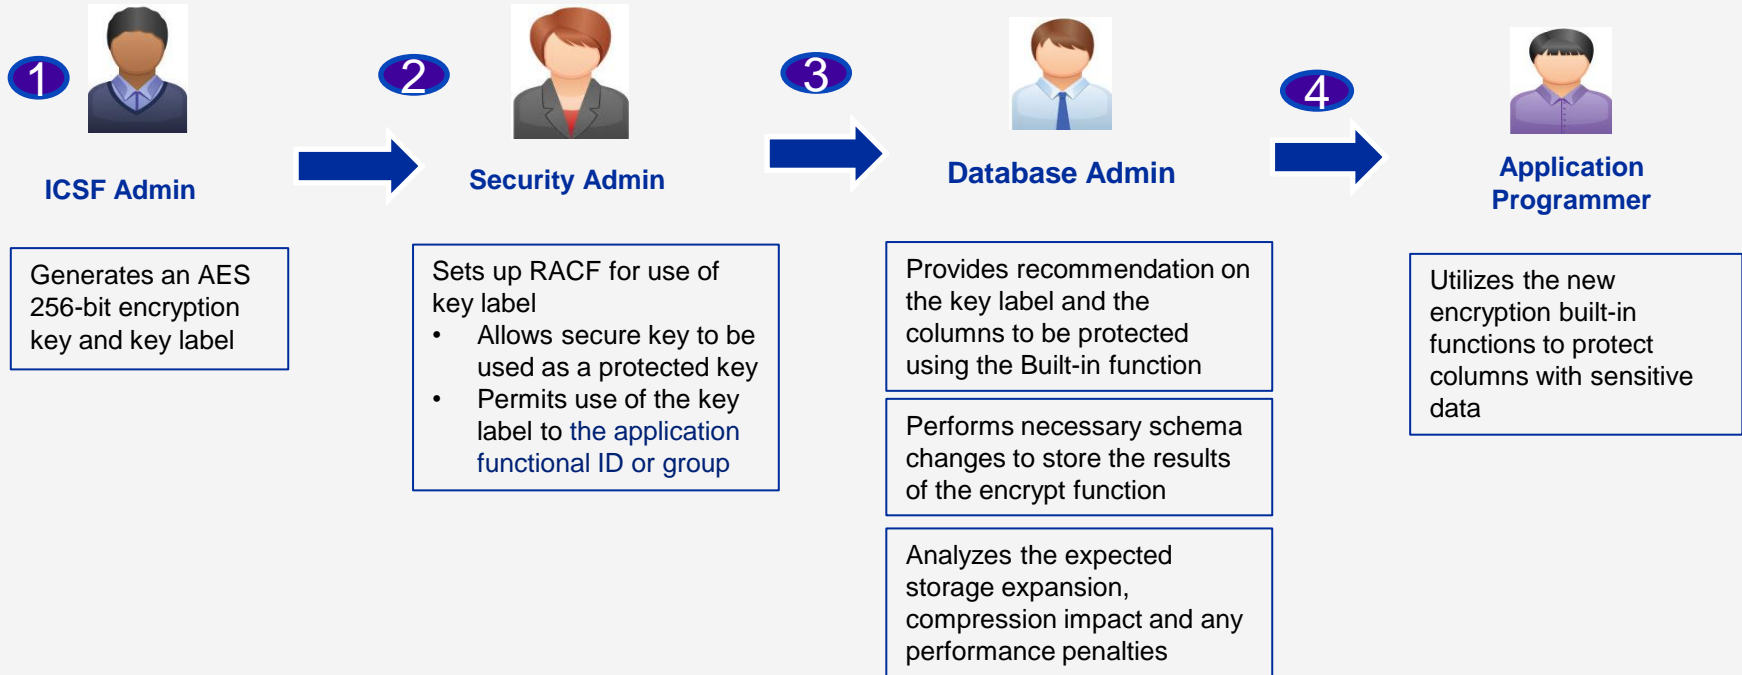 1
ICSF Admin
Generates an AES
256-bit encryption
key and key label
2
Security Admin
Sets up RACF for use of
key label
• Allows secure key to be
used as a protected key
• Permits use of the key
label to the application
functional ID or group
3
Database Admin
Provides recommendation on
the key label and the
columns to be protected
using the Built-in function
Performs necessary schema
changes to store the results
of the encrypt function
Analyzes the expected
storage expansion,
compression impact and any
performance penalties
4
Application
Programmer
Utilizes the new
encryption built-in
functions to protect
columns with sensitive
data